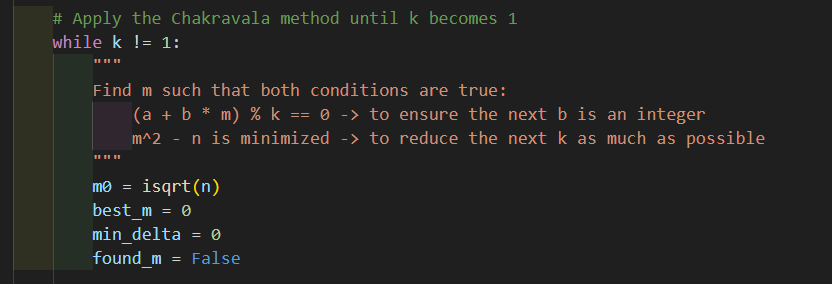 # Apply the Chakravala method until k becomes 1
while k != 1:
"""
Find m such that both conditions are true:
(a + b * m) % k == 0 -> to ensure the next b is an integer
m^2 - n is minimized -> to reduce the next k as much as possible
"""
m0 = isqrt(n)
best_m = 0
min_delta = 0
found_m = False